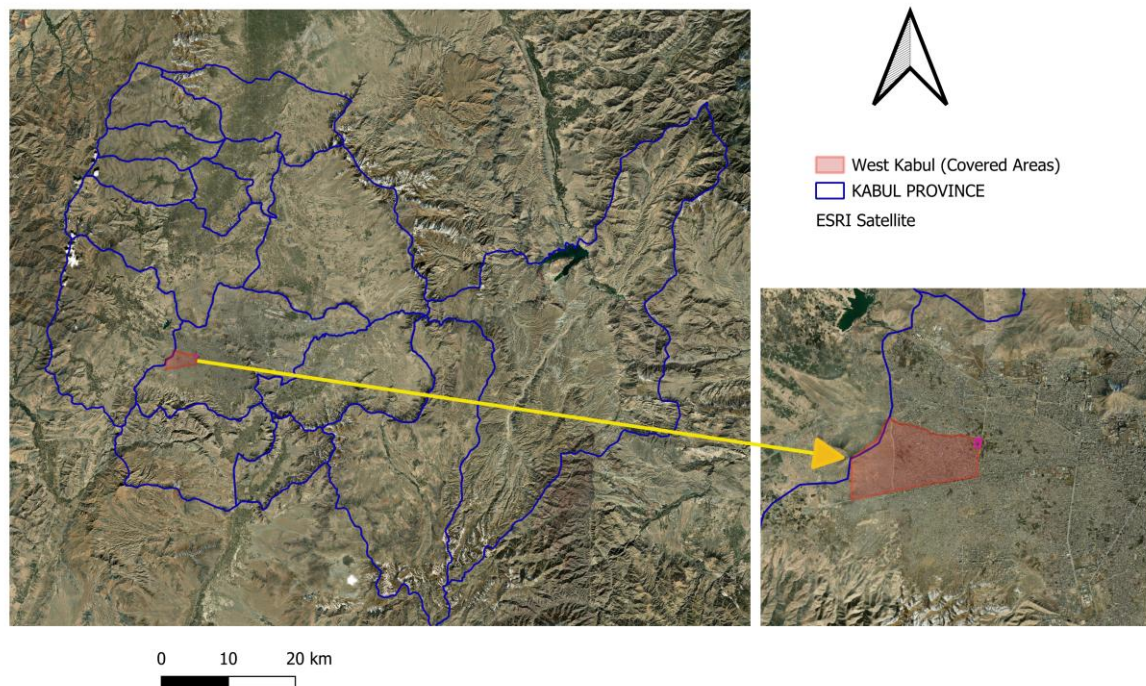 West Kabul (Covered Areas)
KABUL PROVINCE
ESRI Satellite
0 10 20 km